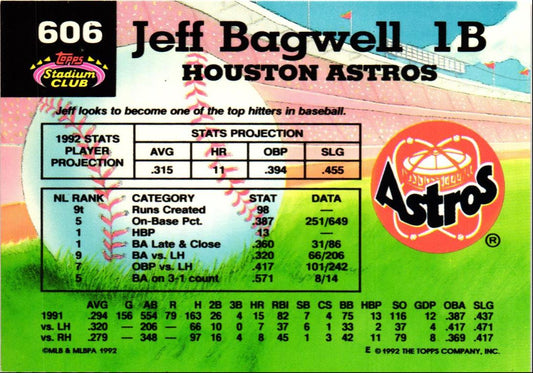 606
Topps
Stadium
CLUB
Jeff Bagwell 1B
HOUSTON ASTROS
Jeff looks to become one of the top hitters in baseball.
1992 STATS
PLAYER
PROJECTION
STATS PROJECTION
AVG HR OBP SLG
.315 11 .394 .455
NL RANK CATEGORY STAT DATA
9t Runs Created 98 —
5 On-Base Pct. .387 251/649
1 HBP 13 —
1 BA Late & Close .360 31/86
9 BA vs. LH .320 66/206
7 OBP vs. LH .417 101/242
5 BA on 3-1 count .571 8/14
Astros
®
AVG G AB R H 2B 3B HR RBI SB CS BB HBP SO GDP OBA SLG
1991 .294 156 554 79 163 26 4 15 82 7 4 75 13 116 12 .387 .437
vs. LH .320 — 206 — 66 10 0 7 37 6 1 33 2 37 4 .417 .471
vs. RH .279 — 348 — 97 16 4 8 45 1 3 42 11 79 8 .369 .417
©MLB & MLBPA 1992
E © 1992 THE TOPPS COMPANY, INC.